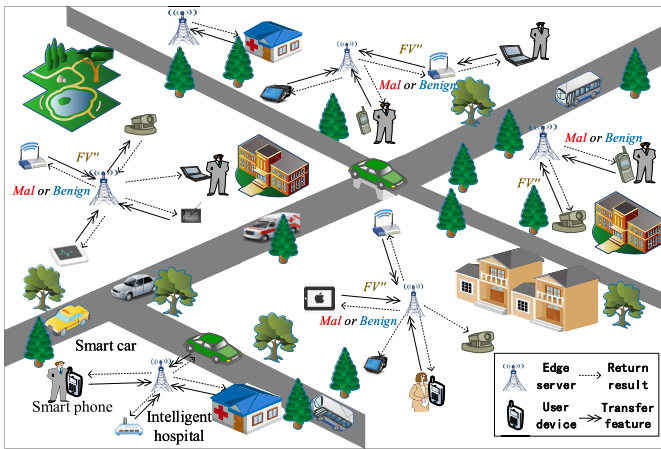 FV"
Mal or Benign
Mal or Benign
FV"
Mal or Benign
FV"
FV"
Mal or Benign
Smart car
Smart phone
Intelligent
hospital
Edge
server
Return
result
User
device
Transfer
feature